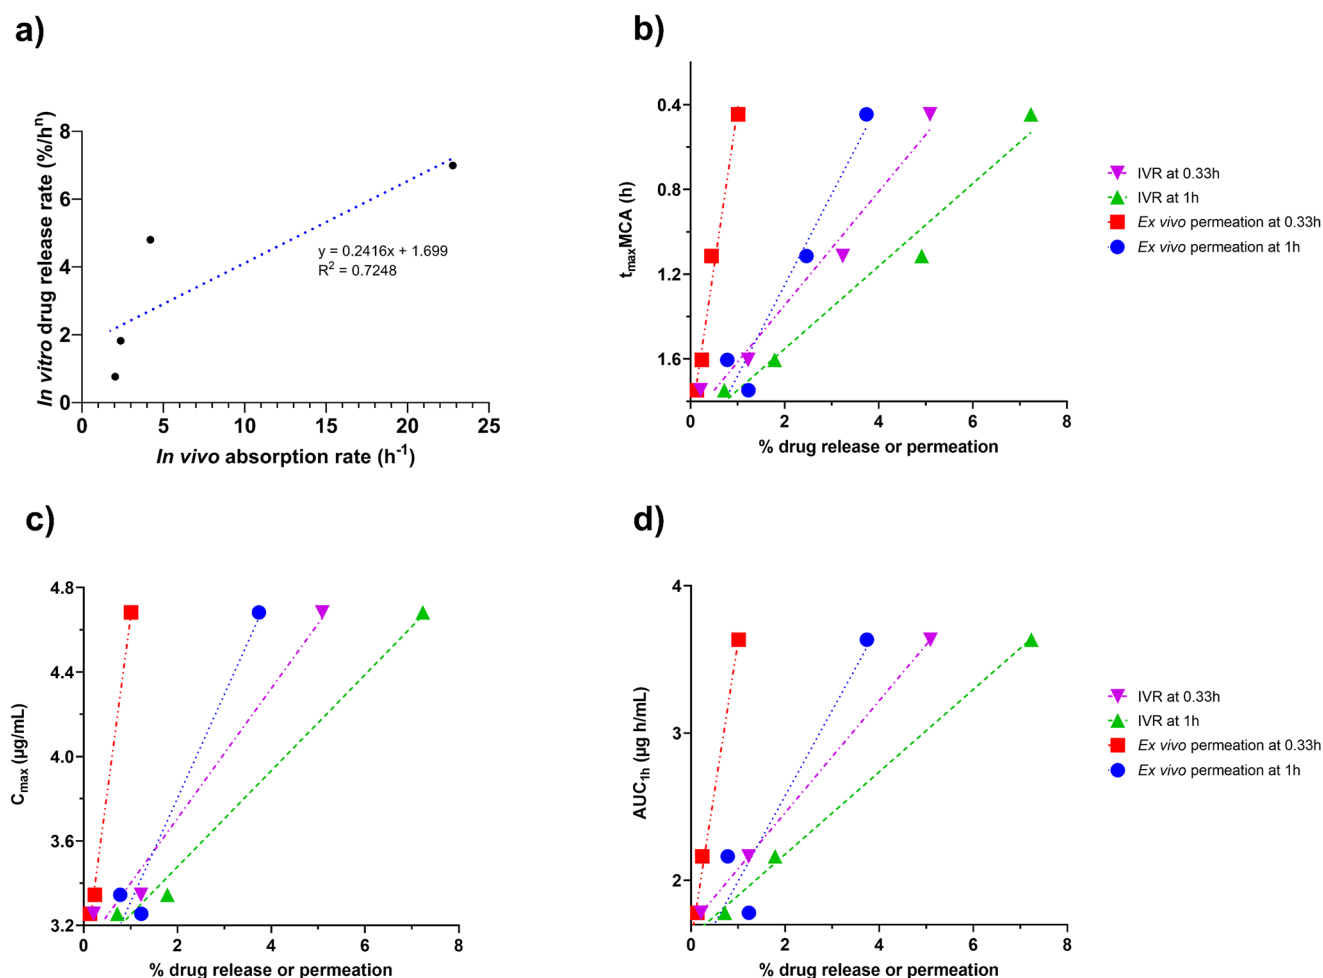 a)
In vitro drug release rate (%/hⁿ)
8
6
4
2
0
0 5 10 15 20 25
In vivo absorption rate (h⁻¹)
y = 0.2416x + 1.699
R² = 0.7248
b)
tmaxMCA (h)
0.4
0.8
1.2
1.6
0 2 4 6 8
% drug release or permeation
IVR at 0.33h
IVR at 1h
Ex vivo permeation at 0.33h
Ex vivo permeation at 1h
c)
Cmax (µg/mL)
4.8
4.4
4.0
3.6
3.2
0 2 4 6 8
% drug release or permeation
d)
AUC1h (µg h/mL)
4
3
2
0 2 4 6 8
% drug release or permeation
IVR at 0.33h
IVR at 1h
Ex vivo permeation at 0.33h
Ex vivo permeation at 1h